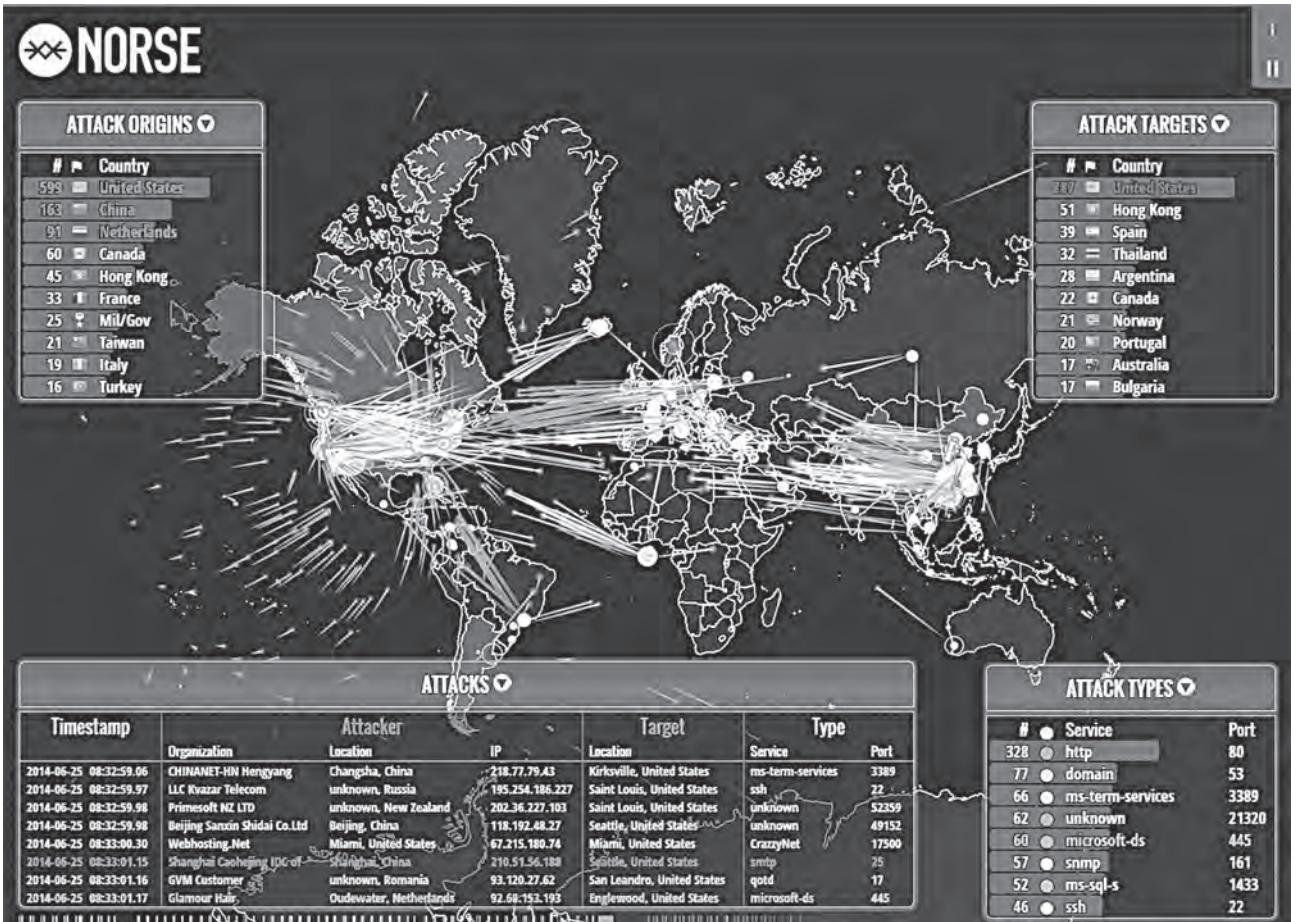 NORSE
ATTACK ORIGINS
# Country
599 United States
163 China
91 Netherlands
60 Canada
45 Hong Kong
33 France
25 Mil/Gov
21 Taiwan
19 Italy
16 Turkey
ATTACK TARGETS
# Country
387 United States
51 Hong Kong
39 Spain
32 Thailand
28 Argentina
22 Canada
21 Norway
20 Portugal
17 Australia
17 Bulgaria
ATTACKS
Timestamp Attacker Target Type
Organization Location IP Location Service Port
2014-06-25 08:32:59.06 CHINANET-HN Hengyang Changsha, China 218.77.79.43 Kirksville, United States ms-term-services 3389
2014-06-25 08:32:59.97 LLC Kvazar Telecom unknown, Russia 195.254.186.227 Saint Louis, United States ssh 22
2014-06-25 08:32:59.98 Primesoft NZ LTD unknown, New Zealand 202.36.227.103 Saint Louis, United States unknown 52359
2014-06-25 08:32:59.98 Beijing Sanxin Shidai Co.Ltd Beijing, China 118.192.48.27 Seattle, United States unknown 49152
2014-06-25 08:33:00.30 Webhosting.Net Miami, United States 67.215.180.74 Miami, United States CrazzyNet 17500
2014-06-25 08:33:01.15 Shanghai Caohejing IDC of Shanghai, China 210.51.56.188 Seattle, United States smtp 25
2014-06-25 08:33:01.16 GVM Customer unknown, Romania 93.120.27.62 San Leandro, United States qotd 17
2014-06-25 08:33:01.17 Glamour Hair Oudewater, Netherlands 92.68.153.193 Englewood, United States microsoft-ds 445
ATTACK TYPES
# Service Port
328 http 80
77 domain 53
66 ms-term-services 3389
62 unknown 21320
60 microsoft-ds 445
57 snmp 161
52 ms-sql-s 1433
46 ssh 22